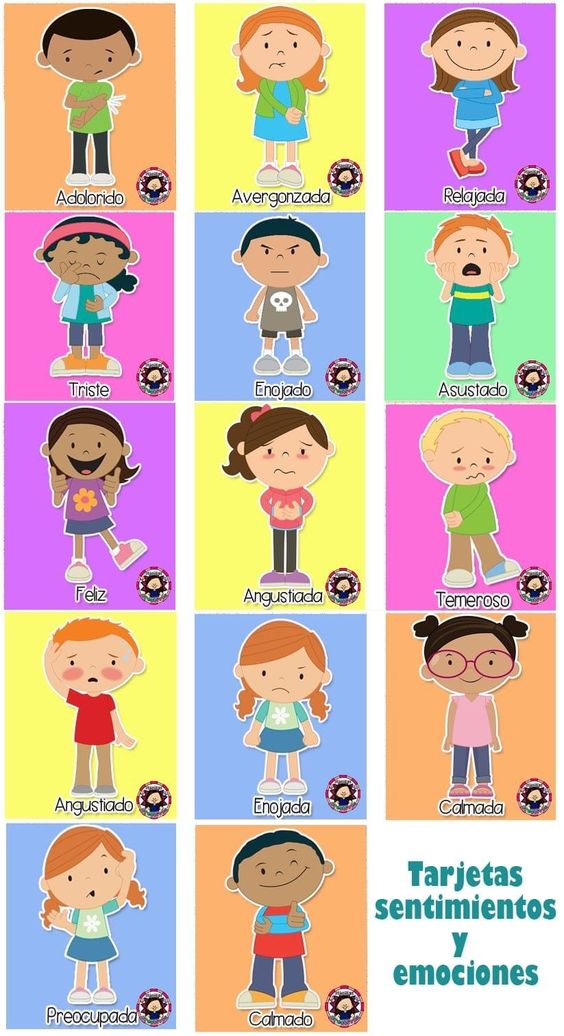 Adolorido
Avergonzada
Relajada
Triste
Enojado
Asustado
Feliz
Angustiada
Temeroso
Angustiado
Enojada
Calmada
Preocupada
Calmado
Tarjetas
sentimientos
y
emociones